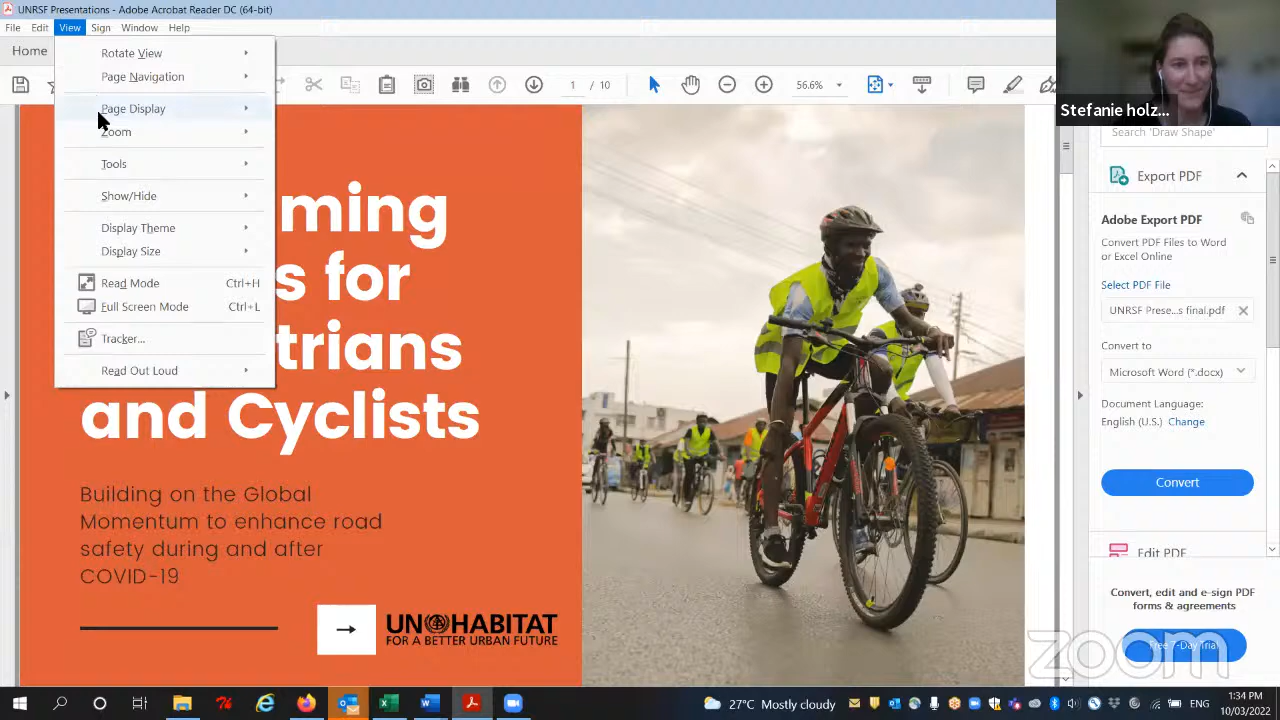 UNRSF Presentations - Adobe Acrobat Reader DC (64-bit)
File Edit View Sign Window Help
Home
1 / 10
56.6%
Rotate View
Page Navigation
Page Display
Zoom
Tools
Show/Hide
Display Theme
Display Size
Read Mode Ctrl+H
Full Screen Mode Ctrl+L
Tracker...
Read Out Loud
ming
s for
trians
and Cyclists
Building on the Global
Momentum to enhance road
safety during and after
COVID-19
UN HABITAT
FOR A BETTER URBAN FUTURE
Stefanie holz...
Search 'Draw Shape'
Export PDF
Adobe Export PDF
Convert PDF Files to Word
or Excel Online
Select PDF File
UNRSF Prese...s final.pdf
Convert to
Microsoft Word (*.docx)
Document Language:
English (U.S.) Change
Convert
Edit PDF
Convert, edit and e-sign PDF
forms & agreements
Free 7-Day Trial
zoom
27°C Mostly cloudy
ENG
1:34 PM
10/03/2022